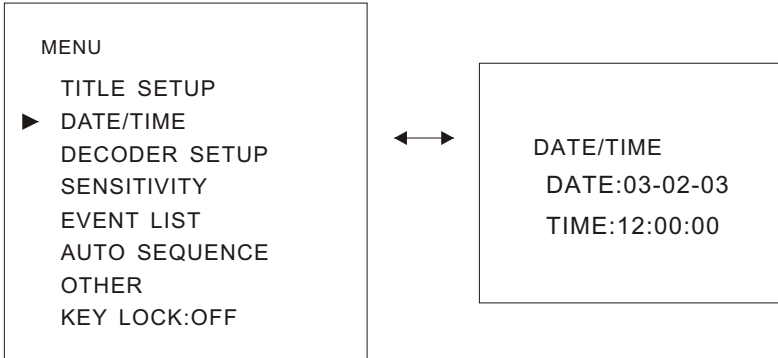 MENU
TITLE SETUP
DATE/TIME
DECODER SETUP
SENSITIVITY
EVENT LIST
AUTO SEQUENCE
OTHER
KEY LOCK:OFF
DATE/TIME
DATE:03-02-03
TIME:12:00:00